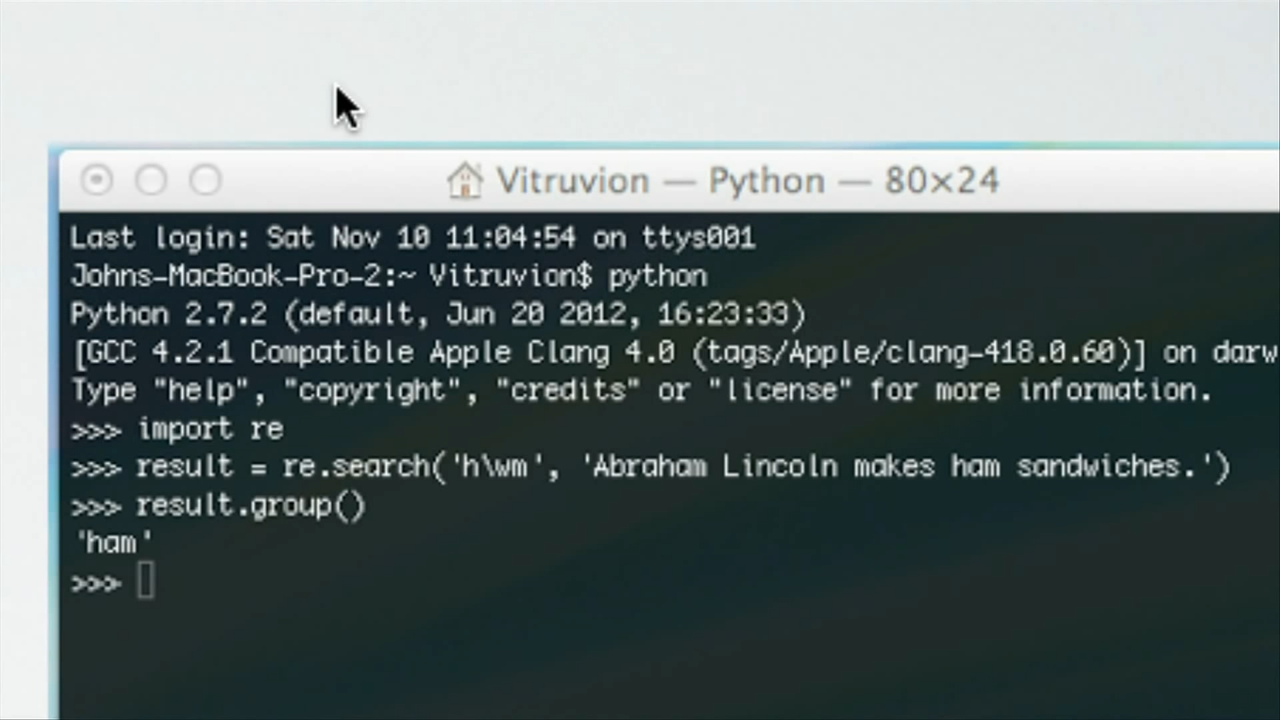 Vitruvion — Python — 80×24
Last login: Sat Nov 10 11:04:54 on ttys001
Johns-MacBook-Pro-2:~ Vitruvion$ python
Python 2.7.2 (default, Jun 20 2012, 16:23:33)
[GCC 4.2.1 Compatible Apple Clang 4.0 (tags/Apple/clang-418.0.60)] on darw
Type "help", "copyright", "credits" or "license" for more information.
>>> import re
>>> result = re.search('h\wm', 'Abraham Lincoln makes ham sandwiches.')
>>> result.group()
'ham'
>>>